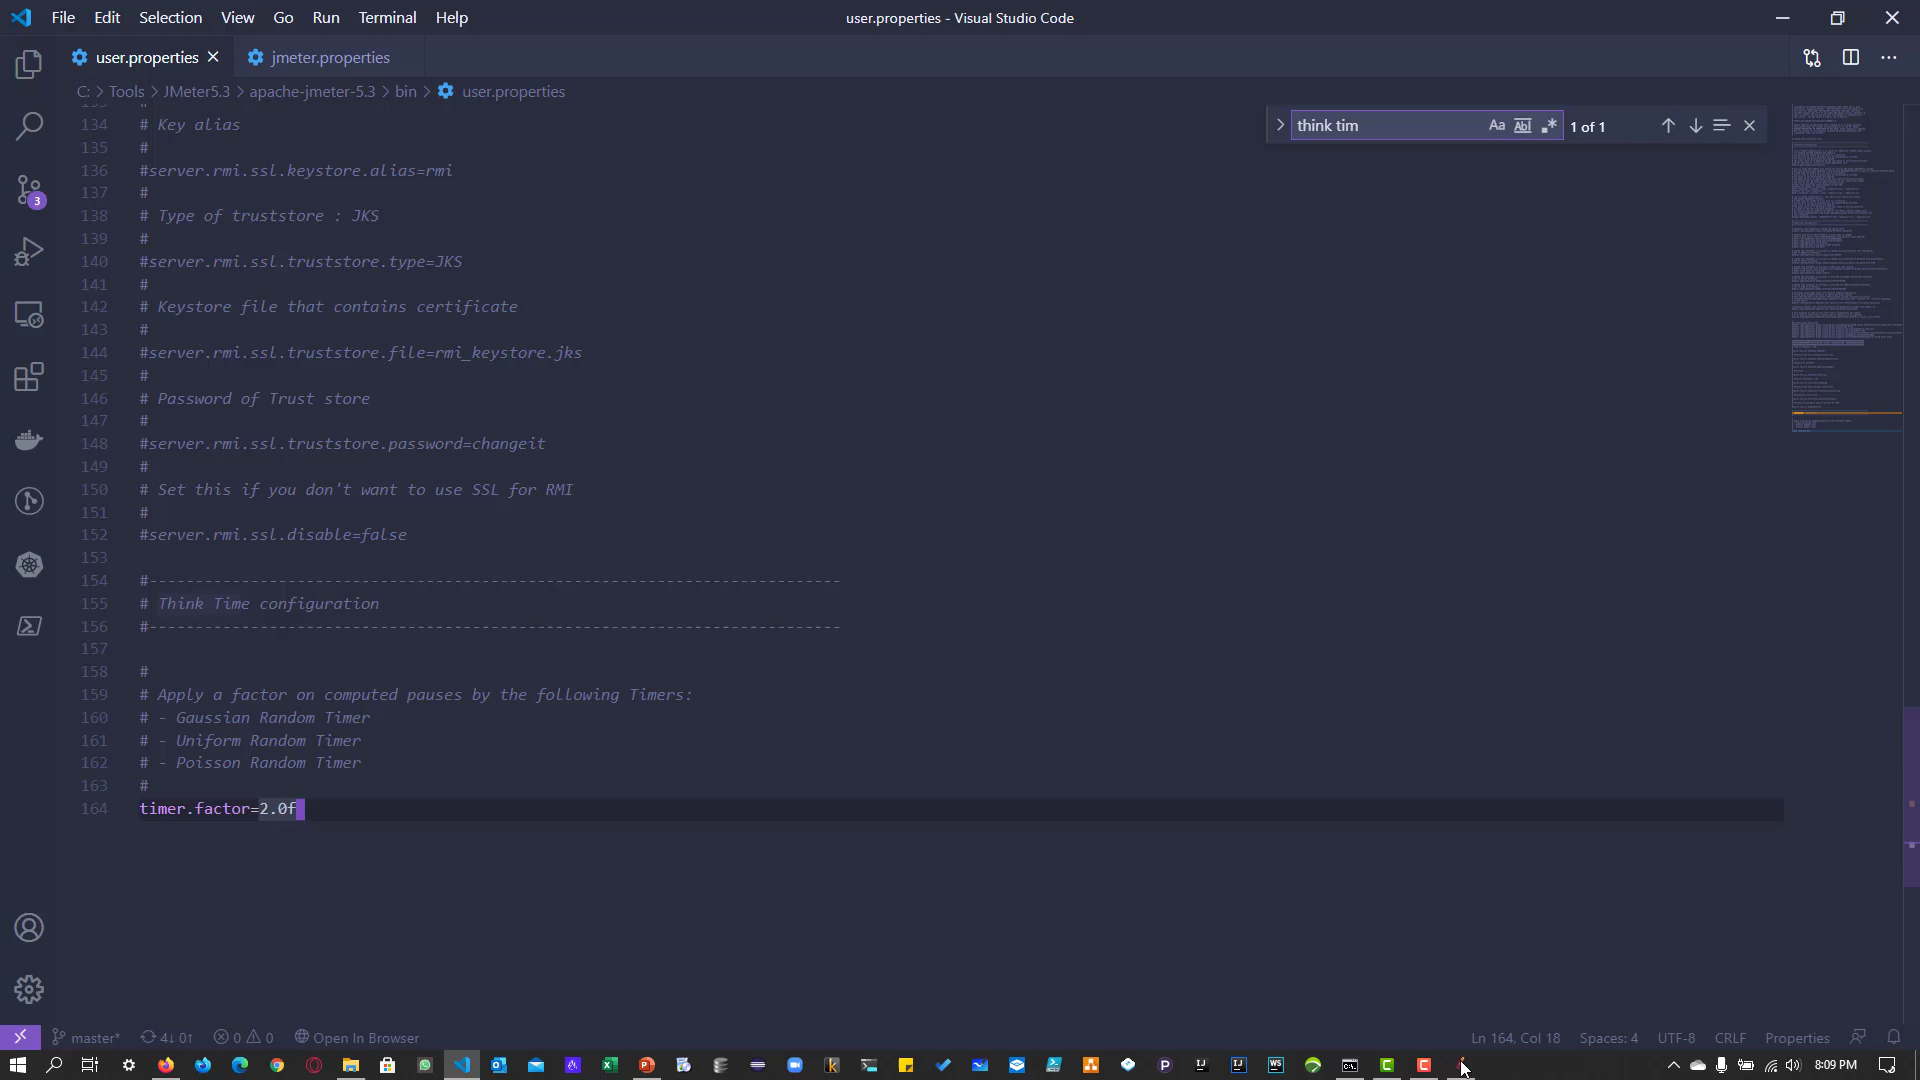 File Edit Selection View Go Run Terminal Help
user.properties - Visual Studio Code
user.properties
jmeter.properties
C: > Tools > JMeter5.3 > apache-jmeter-5.3 > bin > user.properties
think tim
Aa
1 of 1
134 # Key alias
135 #
136 #server.rmi.ssl.keystore.alias=rmi
137 #
138 # Type of truststore : JKS
139 #
140 #server.rmi.ssl.truststore.type=JKS
141 #
142 # Keystore file that contains certificate
143 #
144 #server.rmi.ssl.truststore.file=rmi_keystore.jks
145 #
146 # Password of Trust store
147 #
148 #server.rmi.ssl.truststore.password=changeit
149 #
150 # Set this if you don't want to use SSL for RMI
151 #
152 #server.rmi.ssl.disable=false
153
154 #---------------------------------------------------------------------------
155 # Think Time configuration
156 #---------------------------------------------------------------------------
157
158 #
159 # Apply a factor on computed pauses by the following Timers:
160 # - Gaussian Random Timer
161 # - Uniform Random Timer
162 # - Poisson Random Timer
163 #
164 timer.factor=2.0f
3
master* 4↓ 0↑ 0 0 Open In Browser
Ln 164, Col 18 Spaces: 4 UTF-8 CRLF Properties
8:09 PM